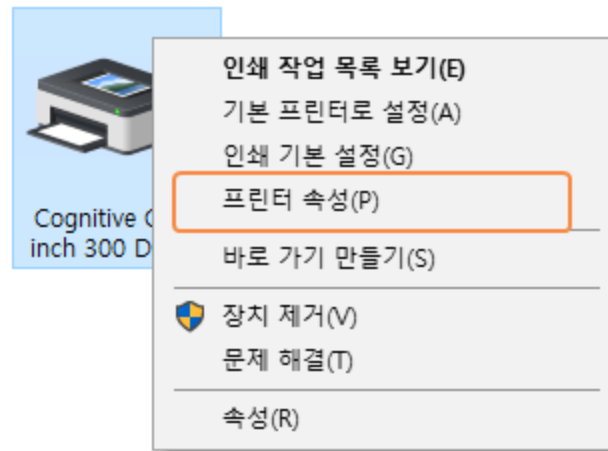 인쇄 작업 목록 보기(E)
기본 프린터로 설정(A)
인쇄 기본 설정(G)
프린터 속성(P)
Cognitive
inch 300 D
바로 가기 만들기(S)
장치 제거(V)
문제 해결(T)
속성(R)